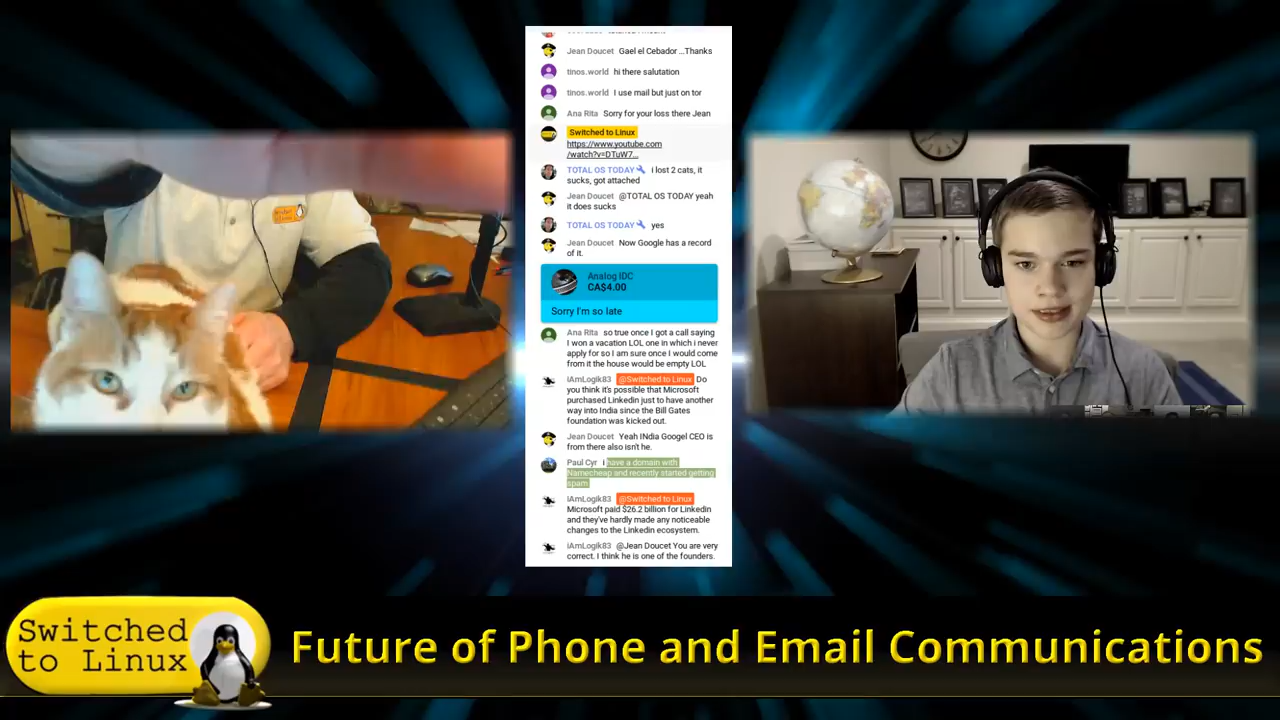 Jean Doucet Gael el Cebador ...Thanks
tinos.world hi there salutation
tinos.world I use mail but just on tor
Ana Rita Sorry for your loss there Jean
Switched to Linux
https://www.youtube.com
/watch?v=DTuW7...
TOTAL OS TODAY i lost 2 cats, it
sucks, got attached
Jean Doucet @TOTAL OS TODAY yeah
it does sucks
TOTAL OS TODAY yes
Jean Doucet Now Google has a record
of it.
Analog IDC
CA$4.00
Sorry I'm so late
Ana Rita so true once I got a call saying
I won a vacation LOL one in which i never
apply for so I am sure once I would come
from it the house would be empty LOL
iAmLogik83 @Switched to Linux Do
you think it's possible that Microsoft
purchased Linkedin just to have another
way into India since the Bill Gates
foundation was kicked out.
Jean Doucet Yeah INdia Googel CEO is
from there also isn't he.
Paul Cyr i have a domain with
Namecheap and recently started getting
spam
iAmLogik83 @Switched to Linux
Microsoft paid $26.2 billion for Linkedin
and they've hardly made any noticeable
changes to the Linkedin ecosystem.
iAmLogik83 @Jean Doucet You are very
correct. I think he is one of the founders.
Switched
to Linux
Future of Phone and Email Communications